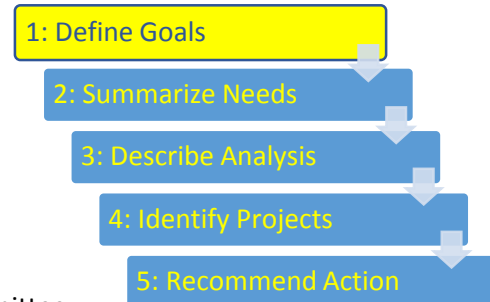 1: Define Goals
2: Summarize Needs
3: Describe Analysis
4: Identify Projects
5: Recommend Action